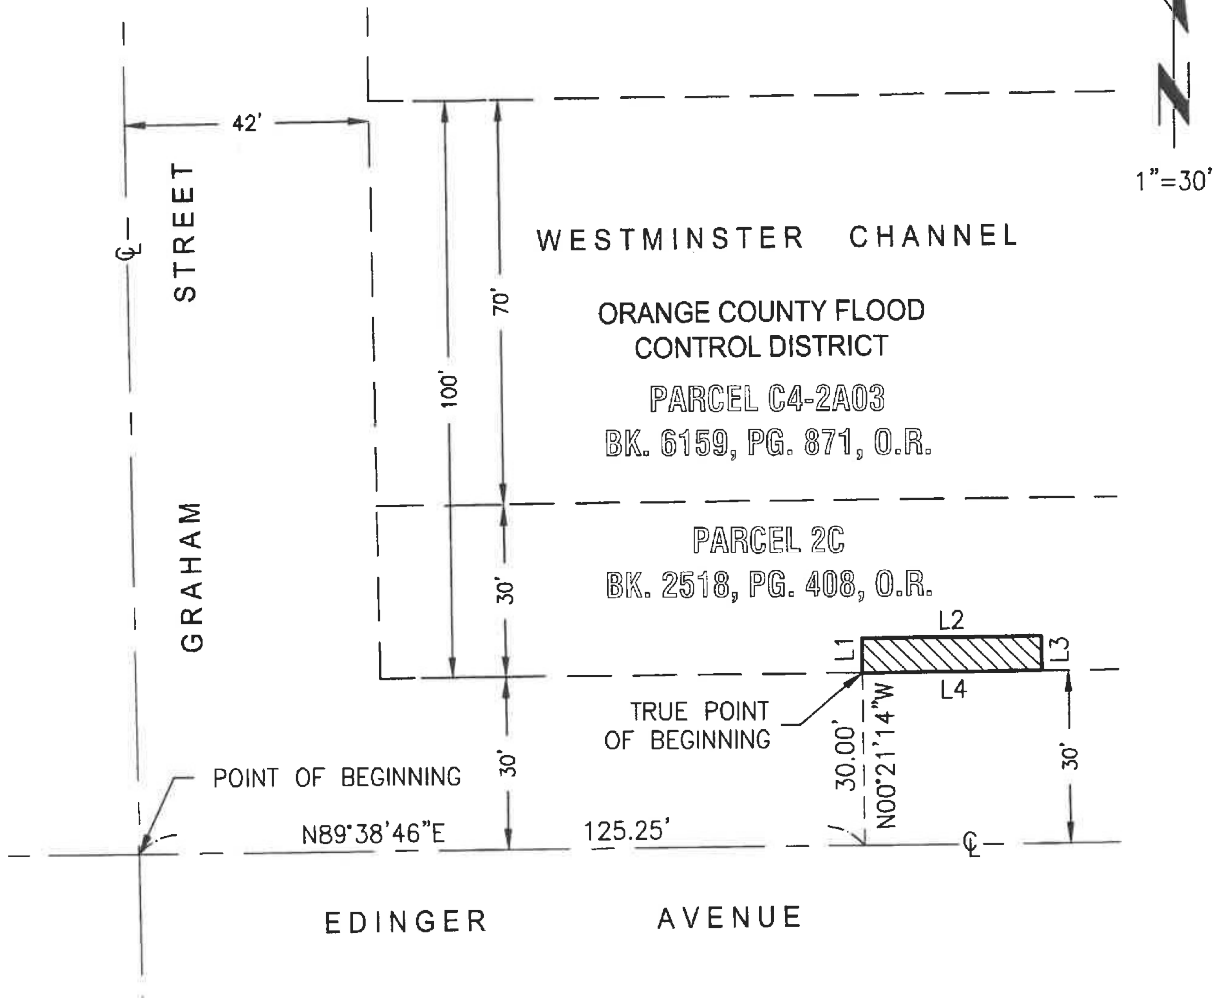 N
1"=30'
42'
GRAHAM STREET
℄
WESTMINSTER CHANNEL
ORANGE COUNTY FLOOD
CONTROL DISTRICT
PARCEL C4-2A03
BK. 6159, PG. 871, O.R.
70'
100'
PARCEL 2C
BK. 2518, PG. 408, O.R.
30'
L2
L1
L3
L4
TRUE POINT
OF BEGINNING
30.00'
N00°21'14"W
30'
30'
POINT OF BEGINNING
N89°38'46"E 125.25'
℄
EDINGER AVENUE